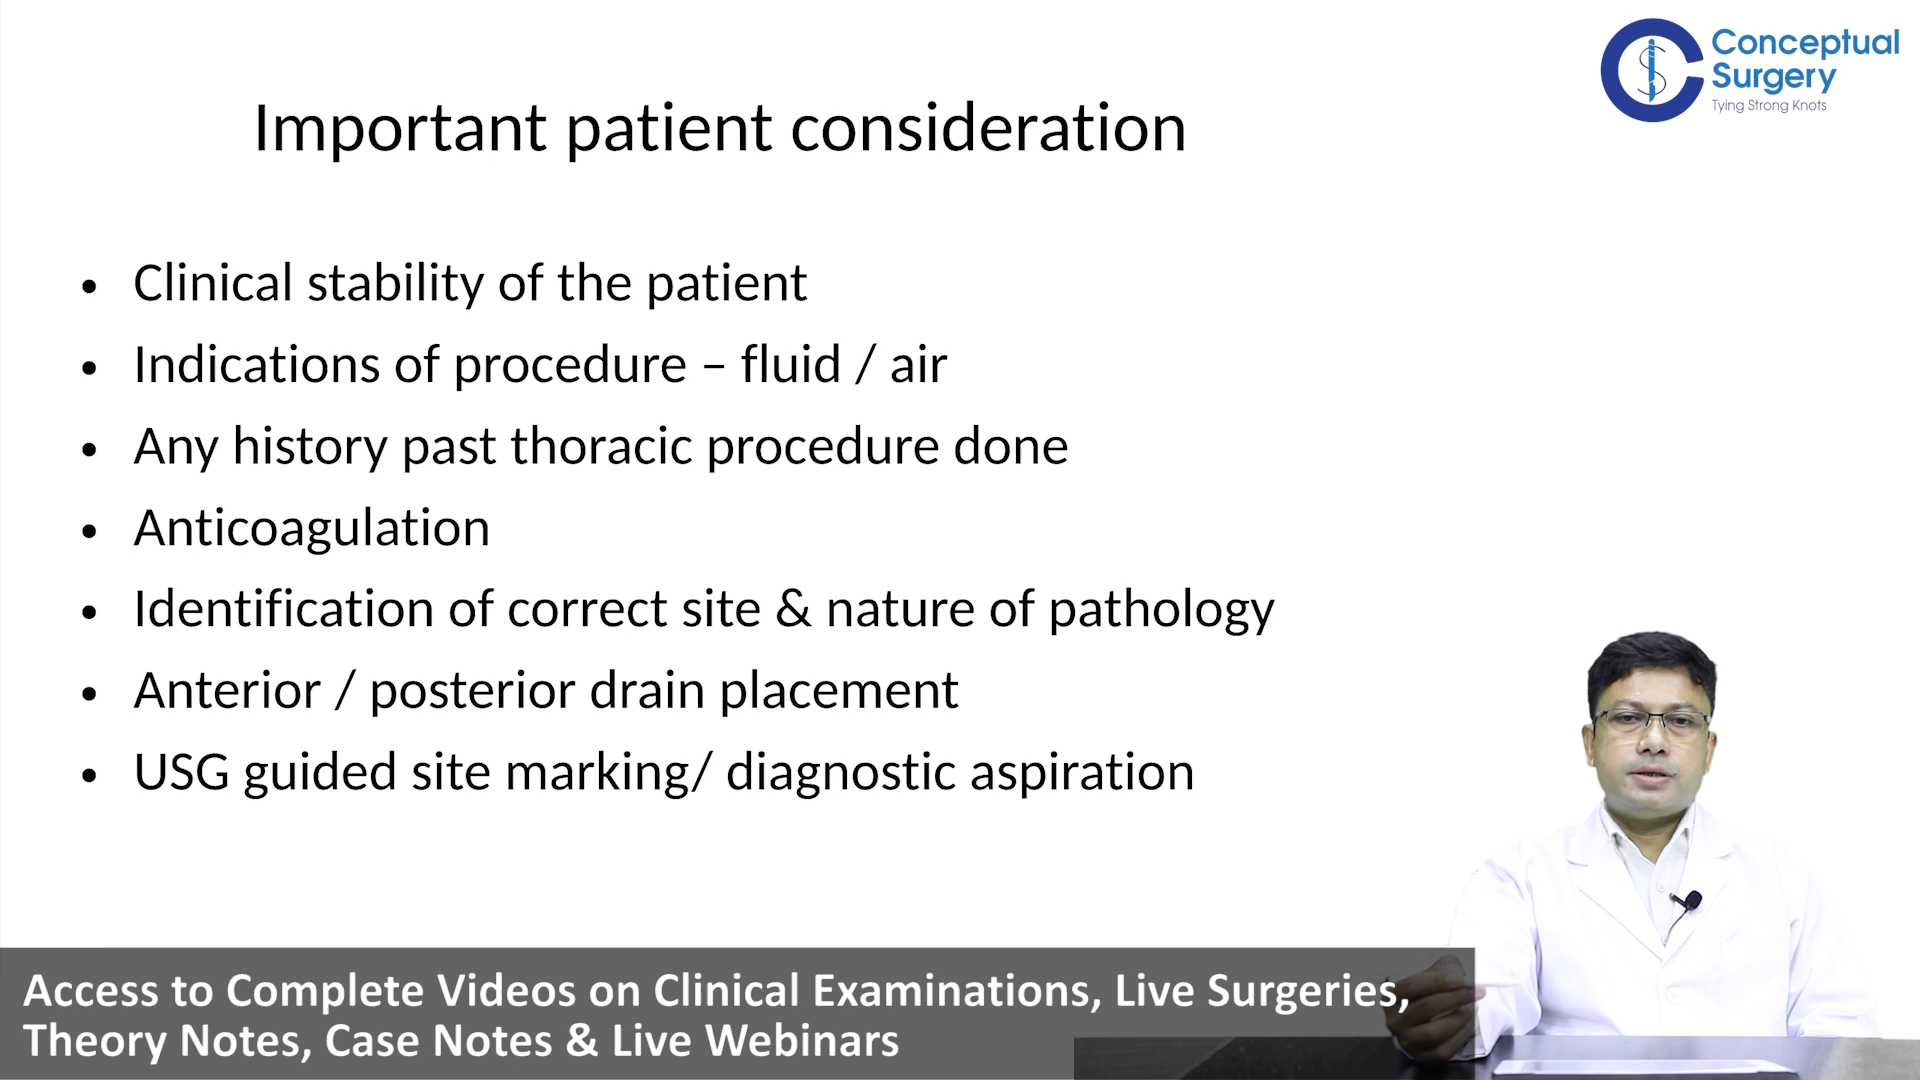 Conceptual
Surgery
Tying Strong Knots
Important patient consideration
• Clinical stability of the patient
• Indications of procedure – fluid / air
• Any history past thoracic procedure done
• Anticoagulation
• Identification of correct site & nature of pathology
• Anterior / posterior drain placement
• USG guided site marking/ diagnostic aspiration
Access to Complete Videos on Clinical Examinations, Live Surgeries,
Theory Notes, Case Notes & Live Webinars